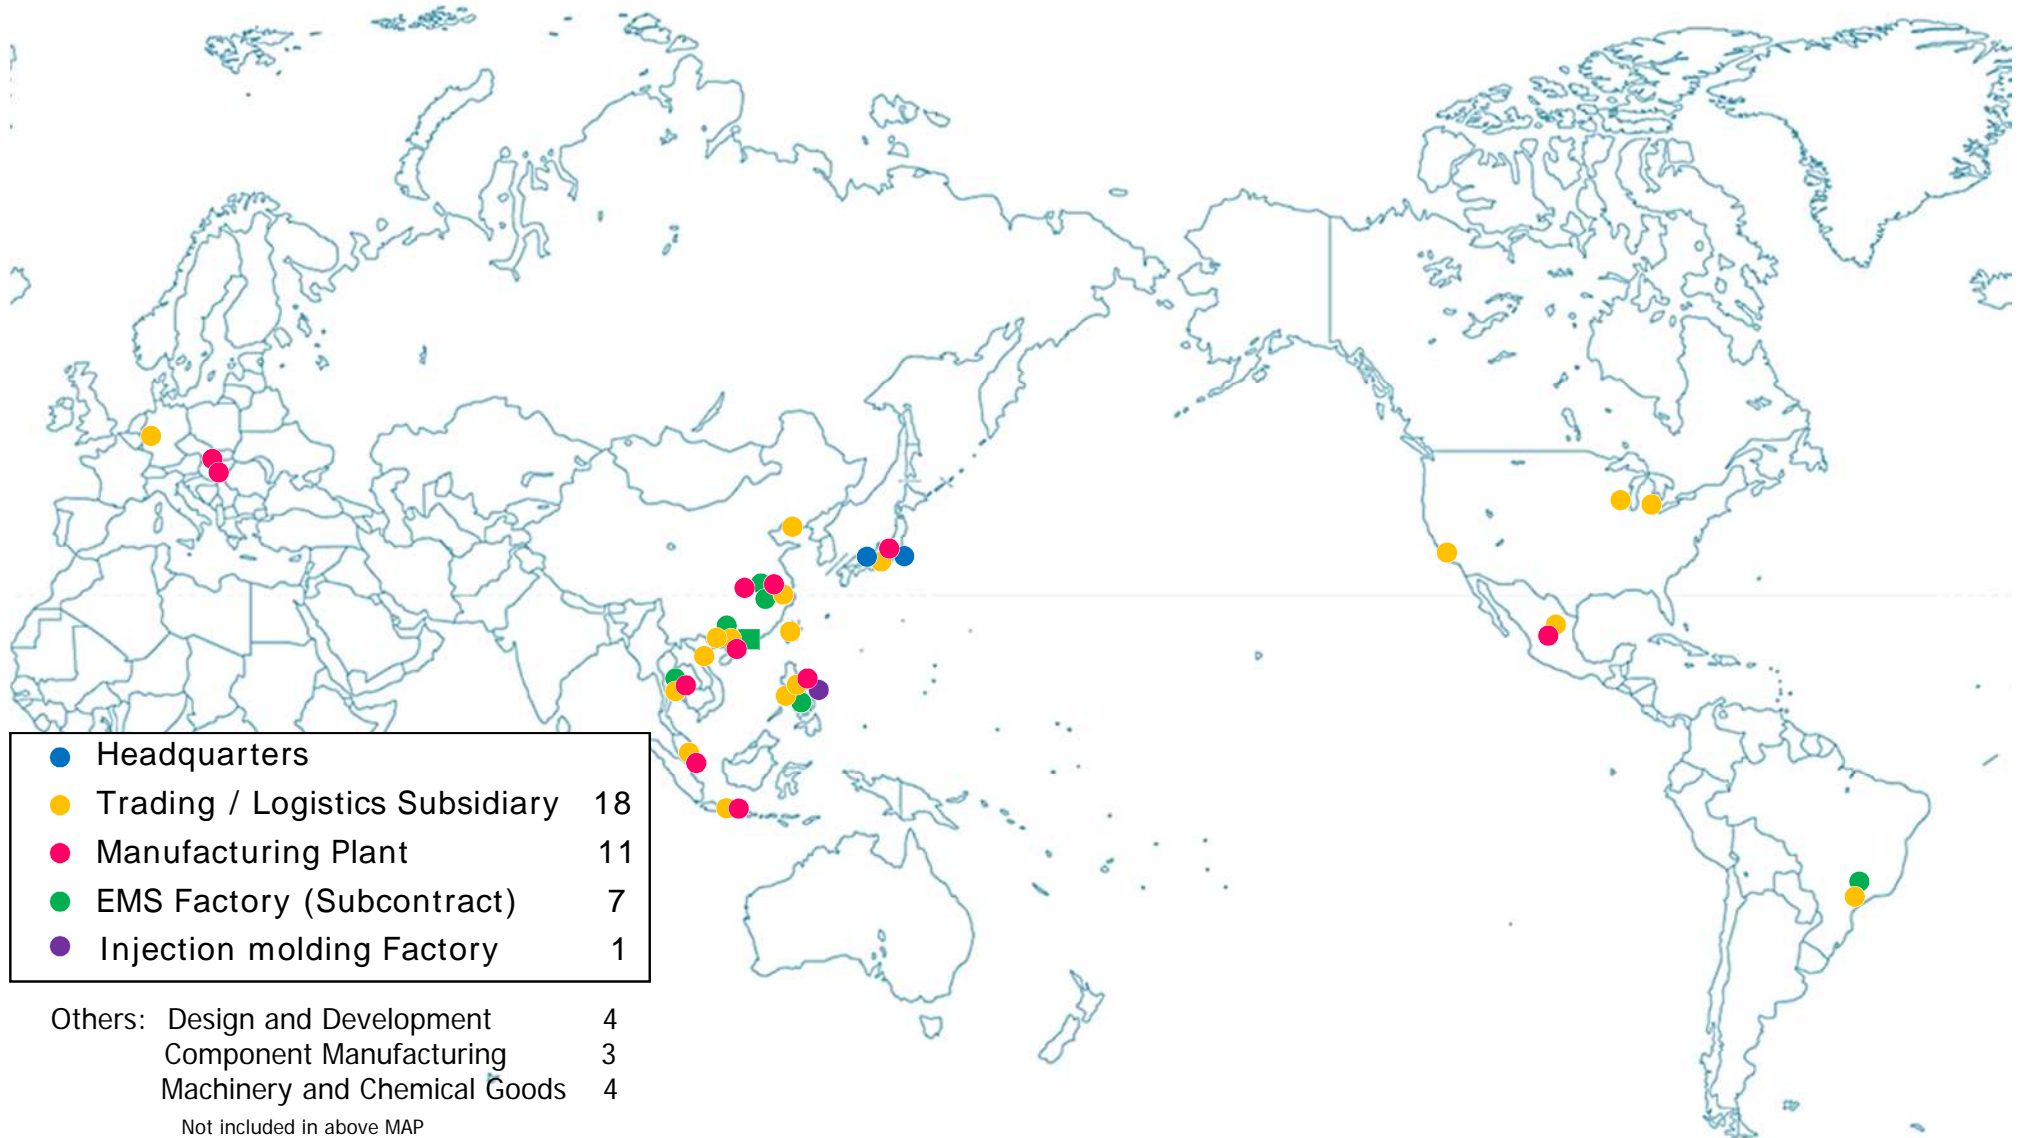 Headquarters
Trading / Logistics Subsidiary 18
Manufacturing Plant 11
EMS Factory (Subcontract) 7
Injection molding Factory 1
Others: Design and Development 4
Component Manufacturing 3
Machinery and Chemical Goods 4
Not included in above MAP